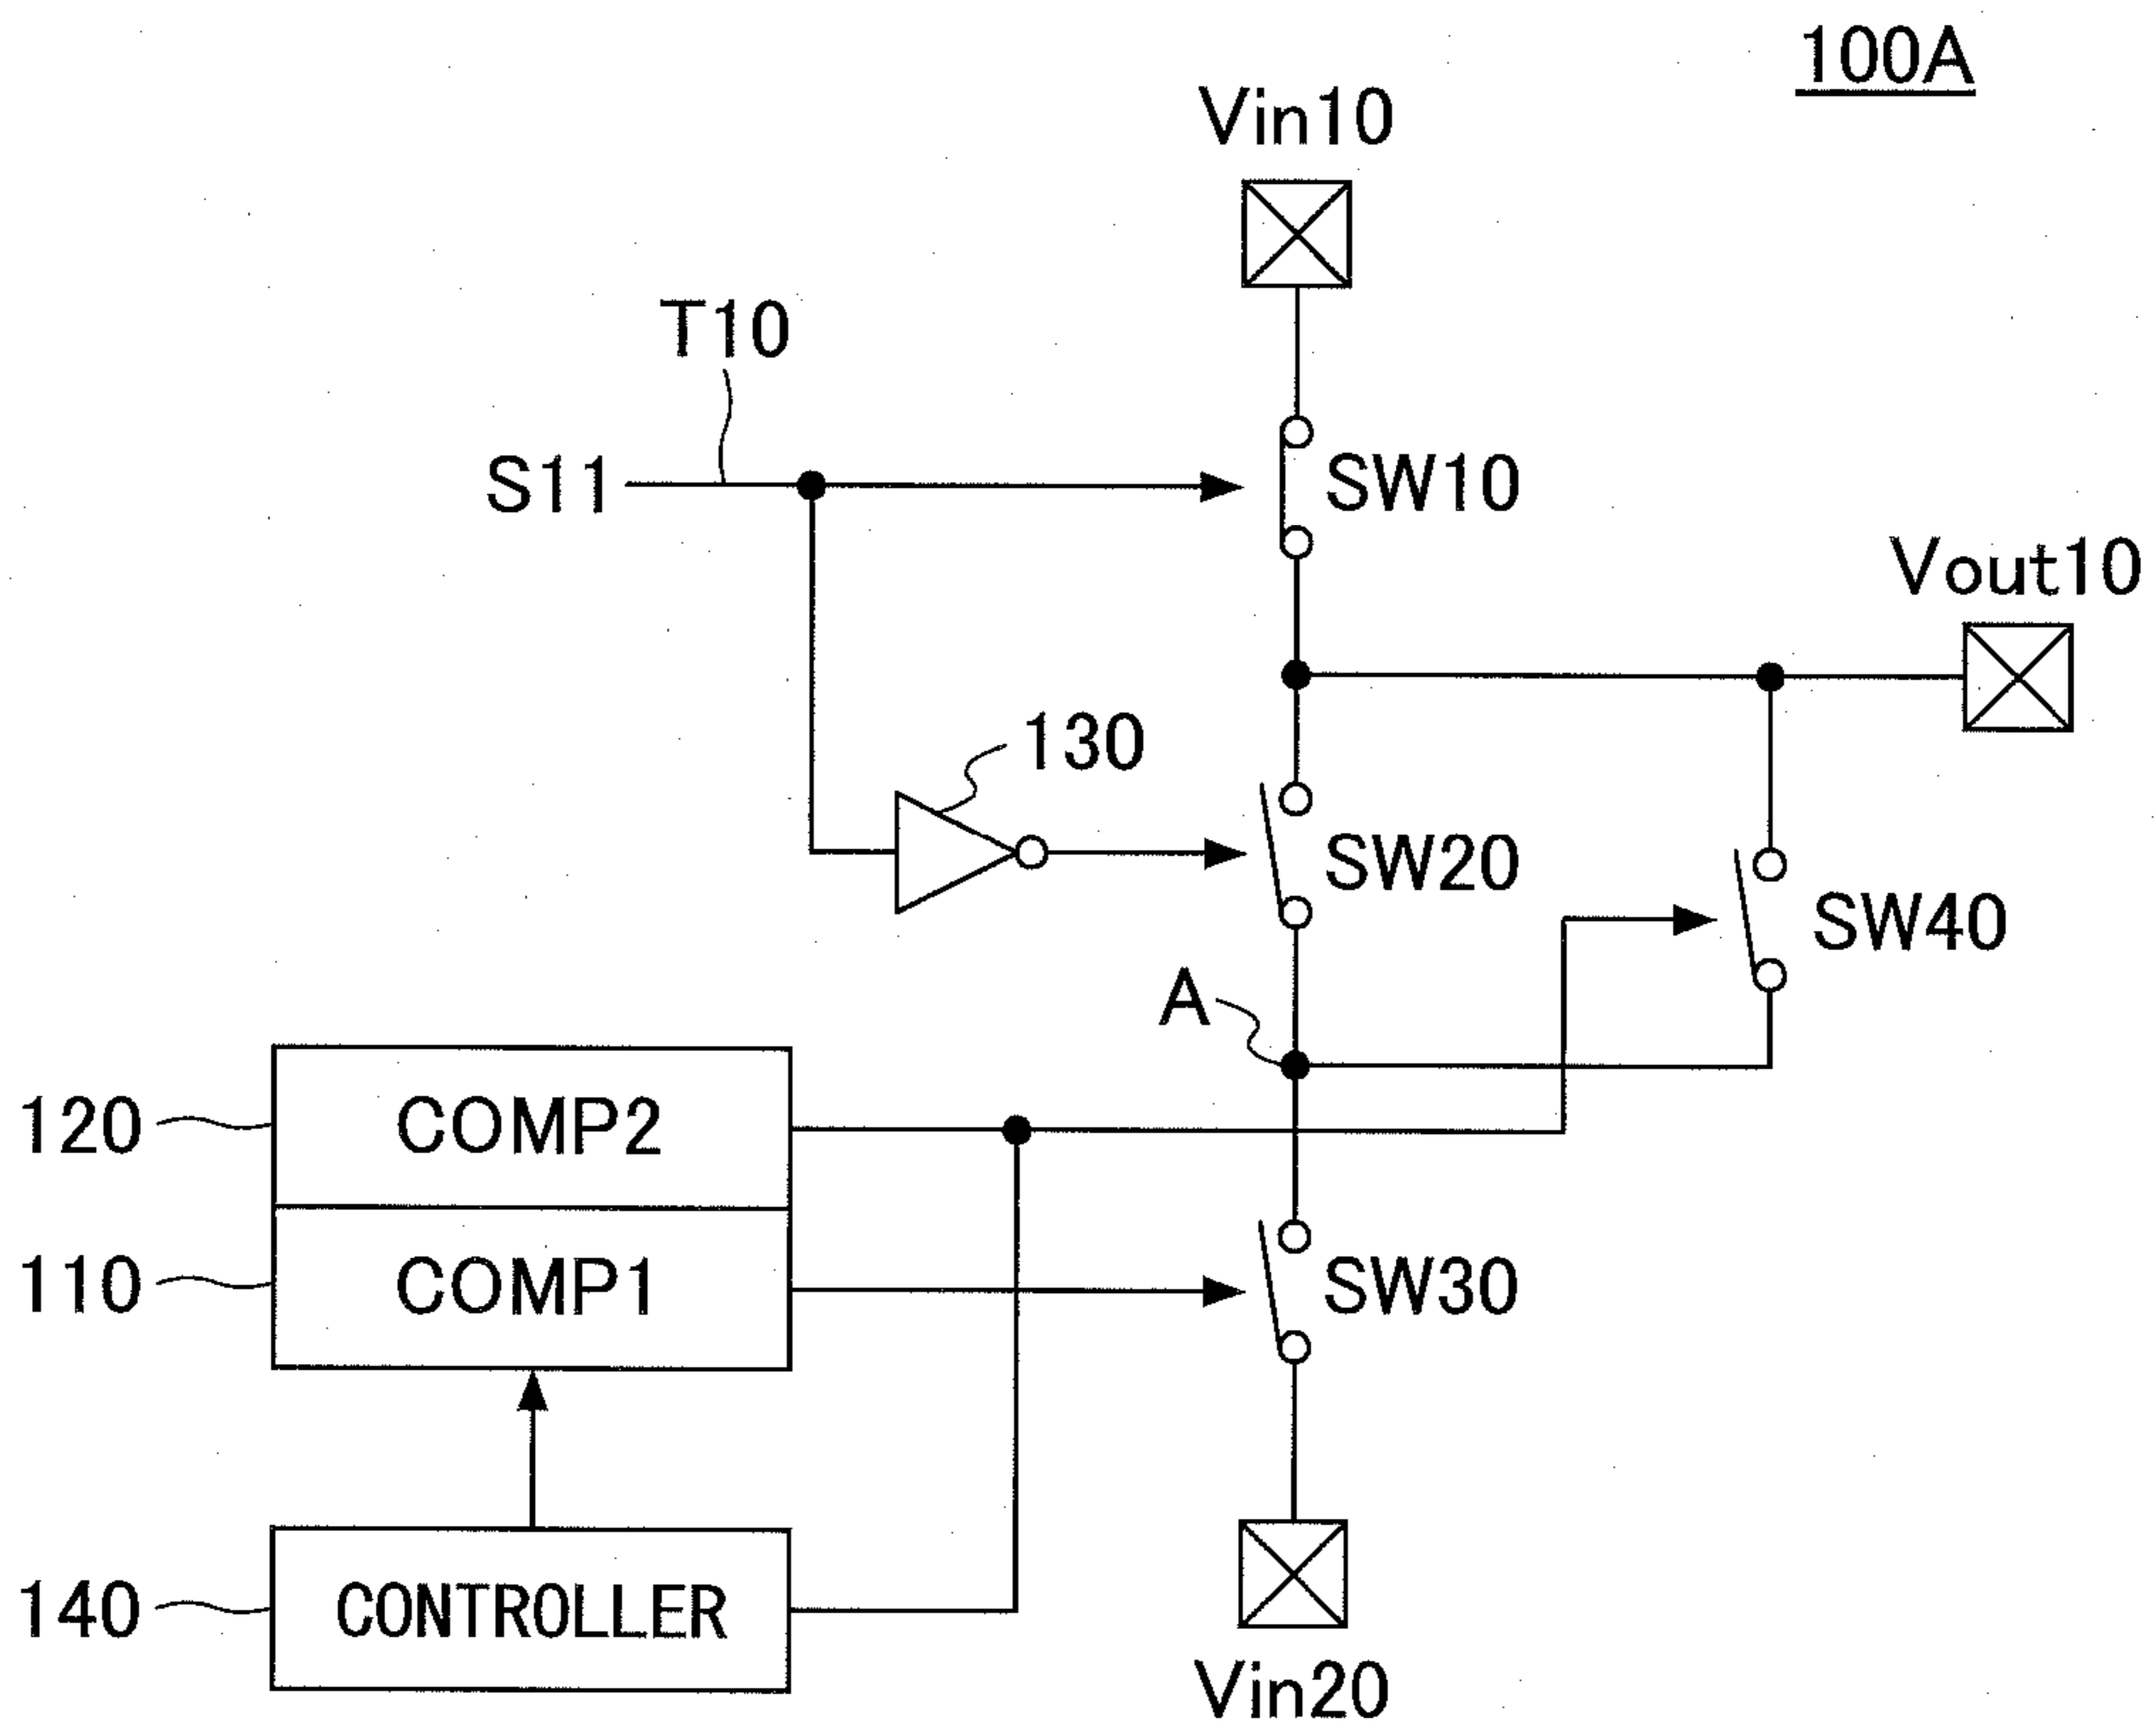 100A
Vin10
T10
S11
SW10
Vout10
130
SW20
SW40
A
120
COMP2
110
COMP1
SW30
140
CONTROLLER
Vin20